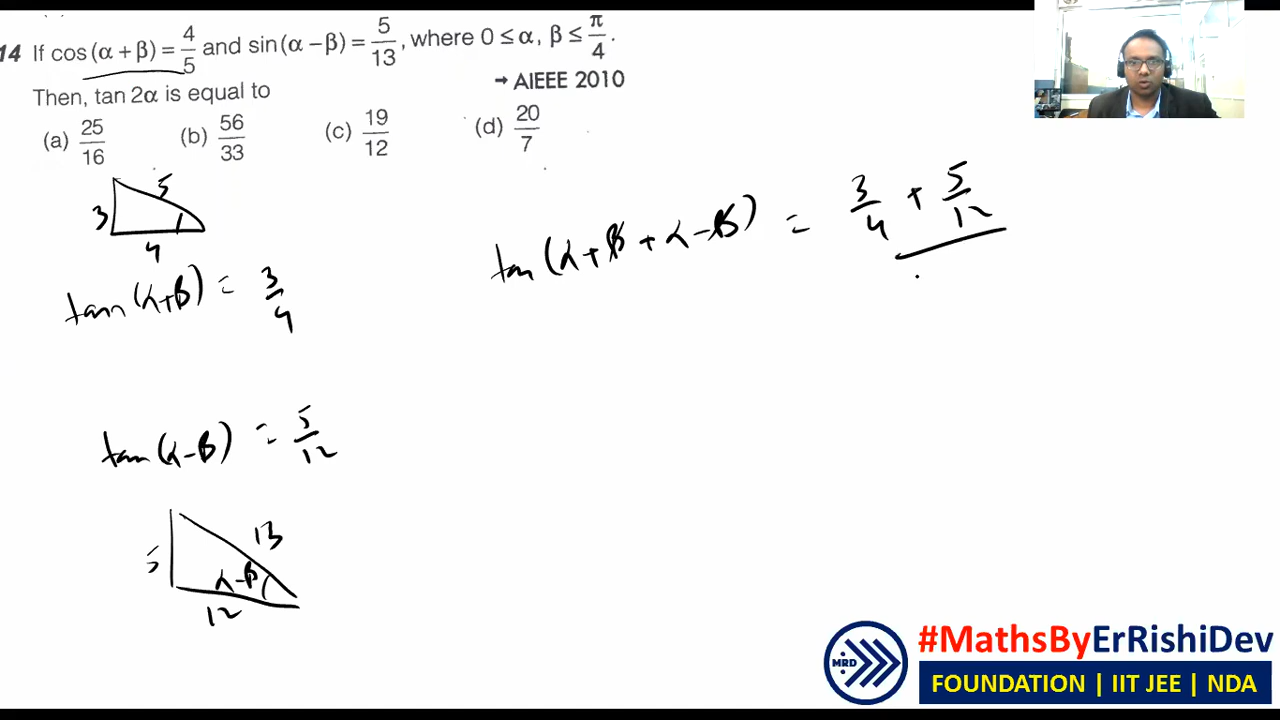 14 If cos (α + β) = 4/5 and sin (α – β) = 5/13, where 0 ≤ α, β ≤ π/4.
→ AIEEE 2010
Then, tan 2α is equal to
(a) 25/16 (b) 56/33 (c) 19/12 (d) 20/7
5
3
4
tan (α+β) = 3/4
tan (α+β + α–β) = 3/4 + 5/12
tan (α–β) = 5/12
13
5
α–β
12
MRD
#MathsByErRishiDev
FOUNDATION | IIT JEE | NDA